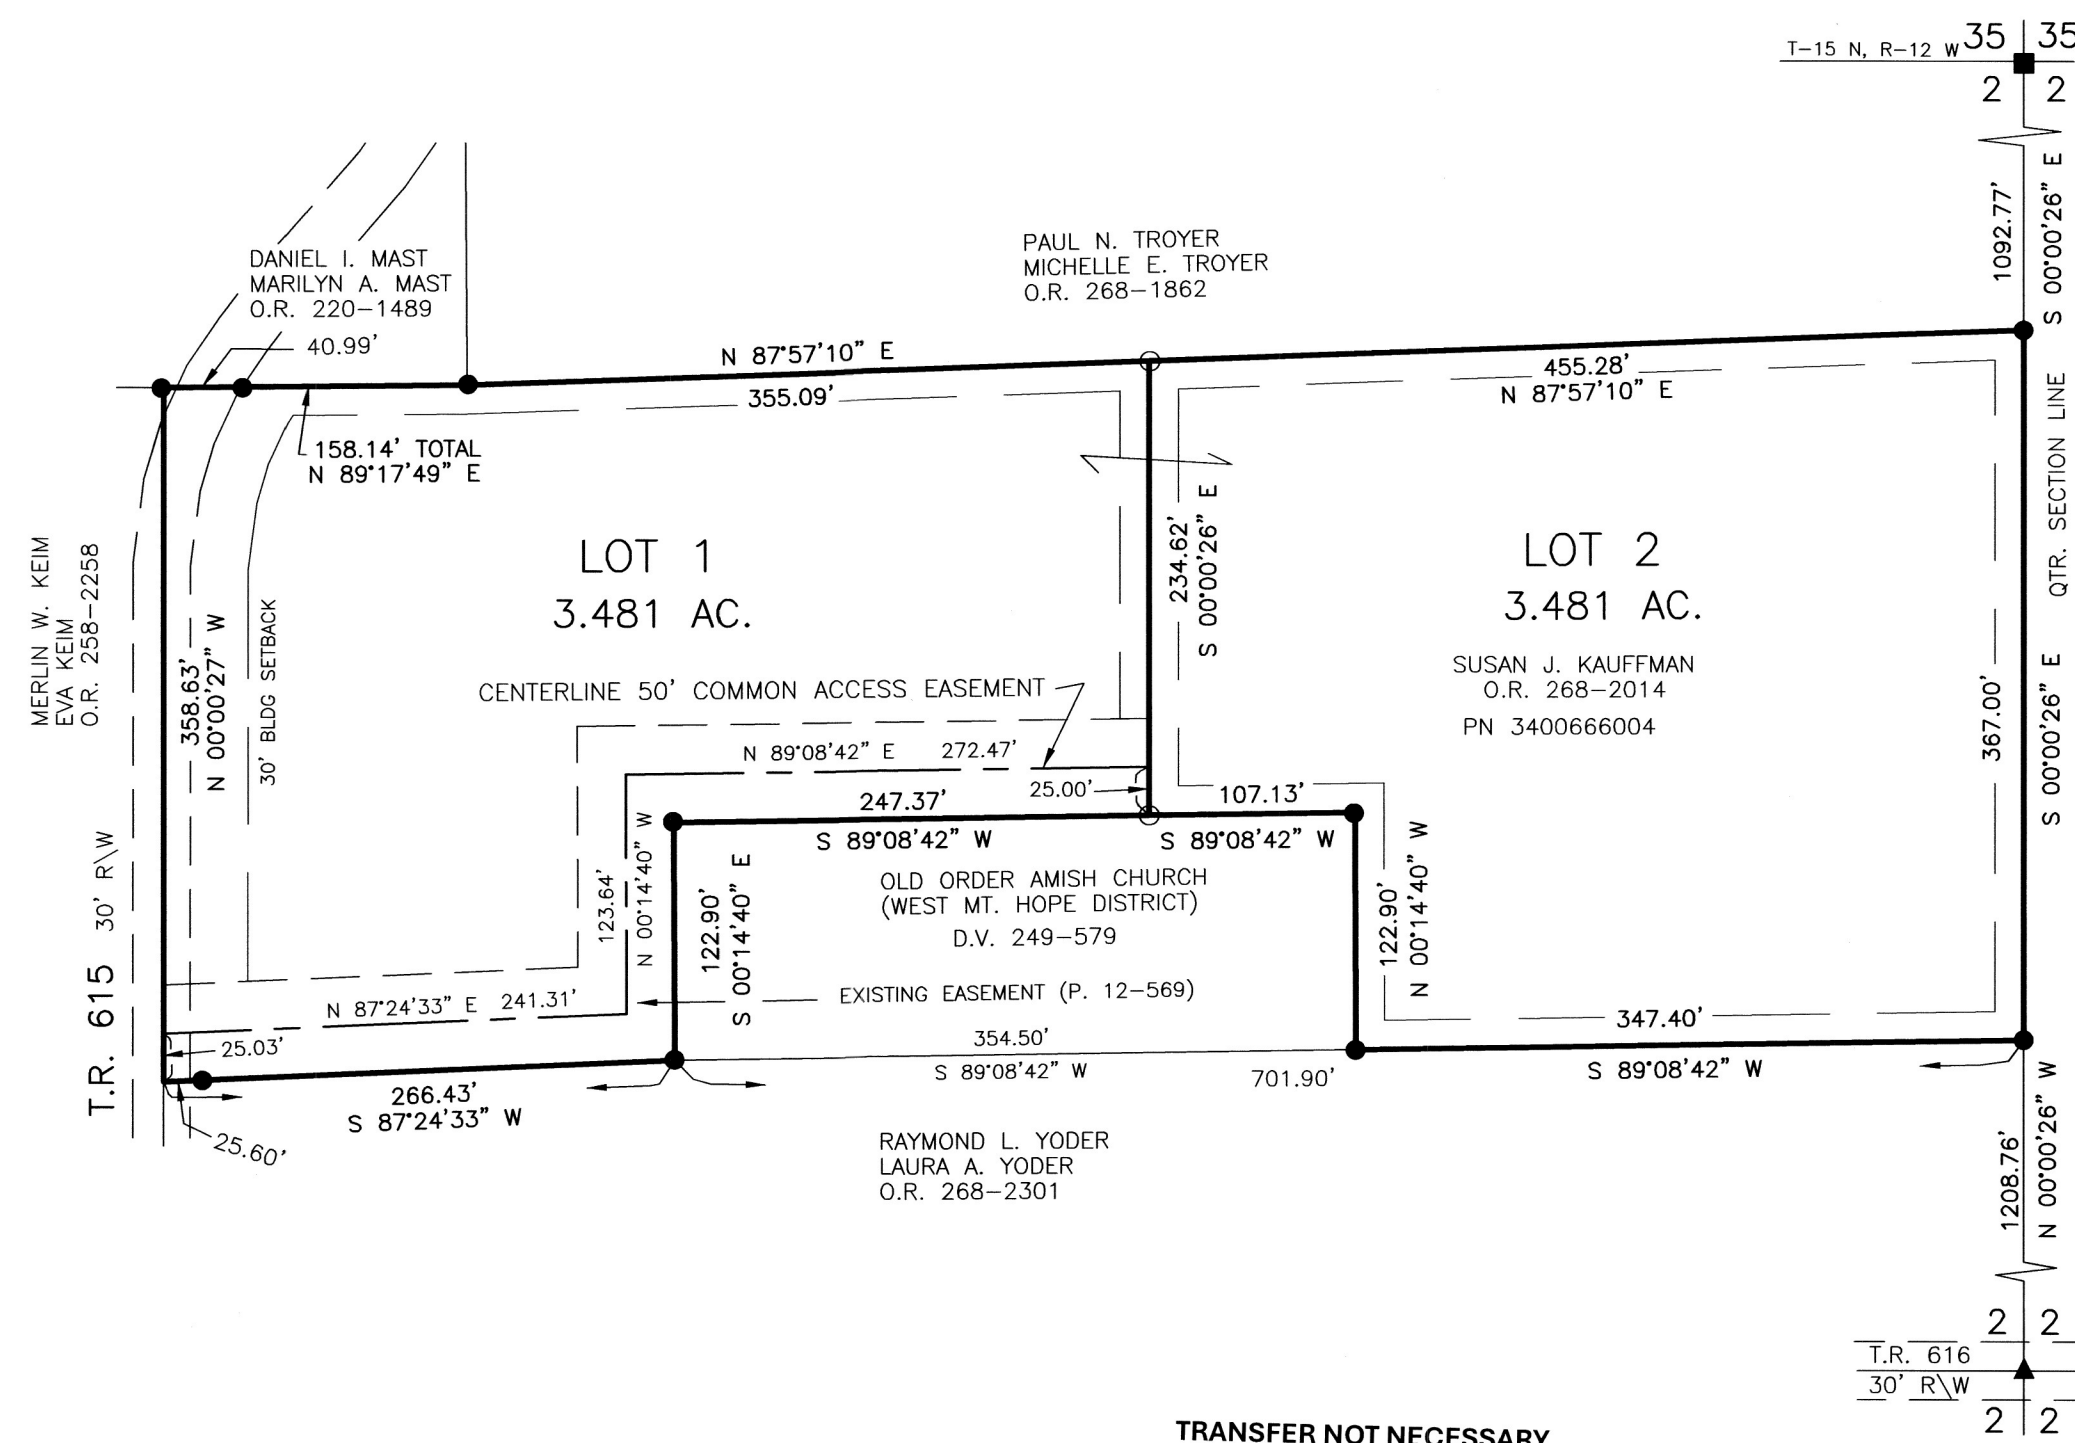 T-15 N, R-12 W
35 35
2 2
1092.77'
S 00°00'26" E
DANIEL I. MAST
MARILYN A. MAST
O.R. 220-1489
40.99'
PAUL N. TROYER
MICHELLE E. TROYER
O.R. 268-1862
N 87°57'10" E
355.09'
455.28'
N 87°57'10" E
158.14' TOTAL
N 89°17'49" E
LOT 1
3.481 AC.
234.62'
S 00°00'26" E
LOT 2
3.481 AC.
SUSAN J. KAUFFMAN
O.R. 268-2014
PN 3400666004
QTR. SECTION LINE
367.00'
S 00°00'26" E
MERLIN W. KEIM
EVA KEIM
O.R. 258-2258
358.63'
N 00°00'27" W
30' BLDG SETBACK
CENTERLINE 50' COMMON ACCESS EASEMENT
N 89°08'42" E 272.47'
25.00'
247.37'
S 89°08'42" W
107.13'
S 89°08'42" W
123.64'
N 00°14'40" W
122.90'
S 00°14'40" E
OLD ORDER AMISH CHURCH
(WEST MT. HOPE DISTRICT)
D.V. 249-579
EXISTING EASEMENT (P. 12-569)
122.90'
N 00°14'40" W
T.R. 615 30' R\W
N 87°24'33" E 241.31'
25.03'
354.50'
S 89°08'42" W
701.90'
347.40'
S 89°08'42" W
266.43'
S 87°24'33" W
25.60'
RAYMOND L. YODER
LAURA A. YODER
O.R. 268-2301
1208.76'
N 00°00'26" W
2 2
T.R. 616
30' R\W
2 2
TRANSFER NOT NECESSARY